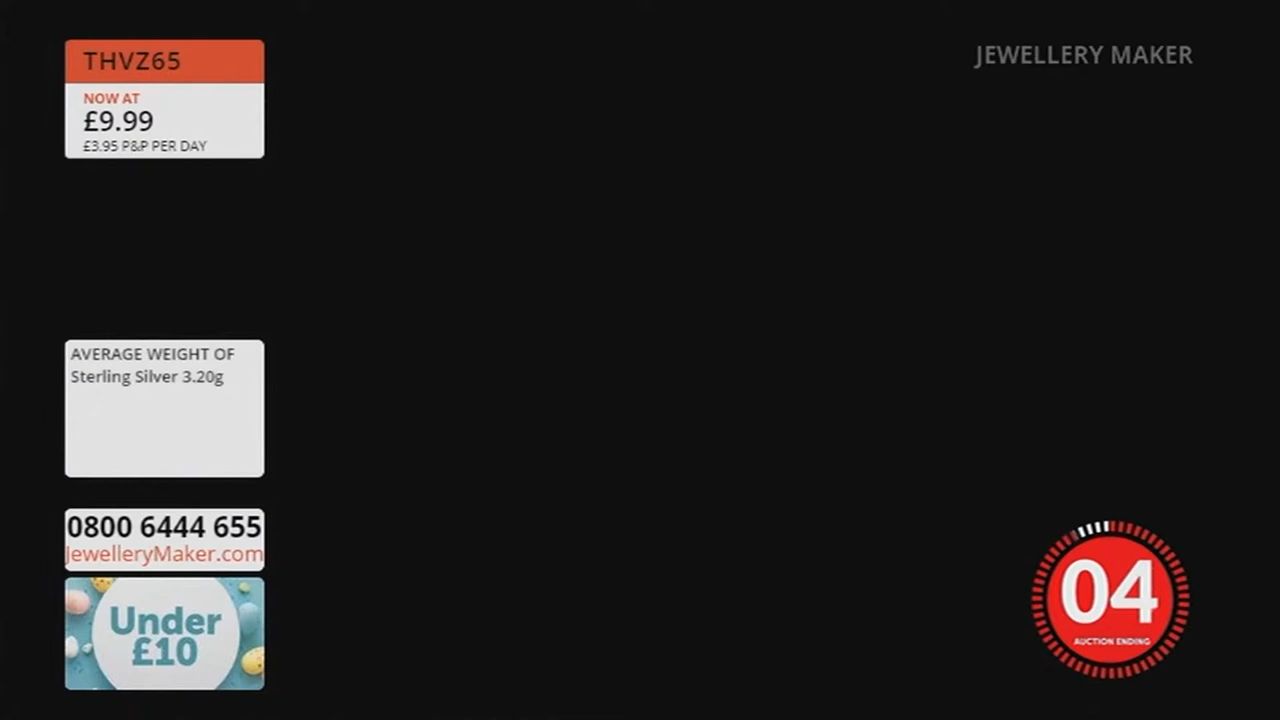 THVZ65
NOW AT
£9.99
£3.95 P&P PER DAY
JEWELLERY MAKER
AVERAGE WEIGHT OF
Sterling Silver 3.20g
0800 6444 655
JewelleryMaker.com
Under
£10
04
AUCTION ENDING